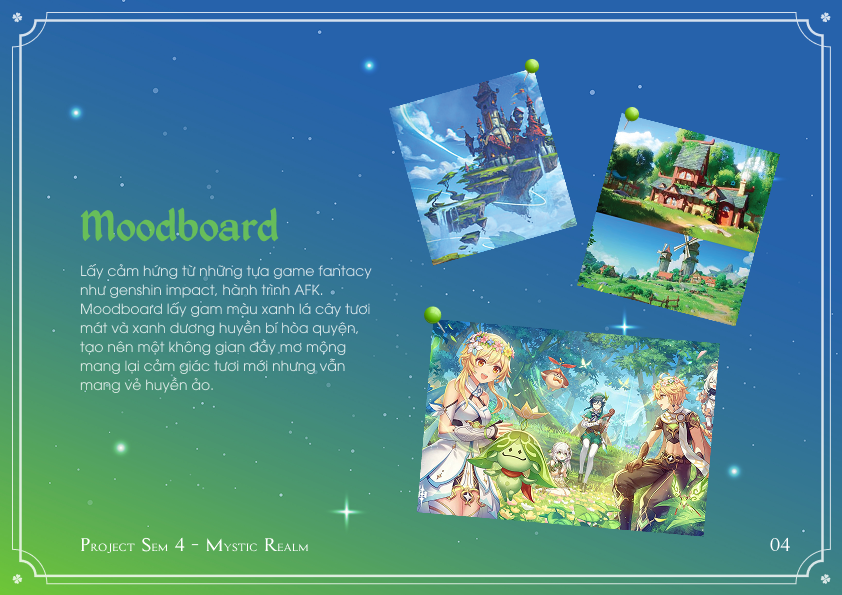 Moodboard
Lấy cảm hứng từ những tựa game fantacy
như genshin impact, hành trình AFK.
Moodboard lấy gam màu xanh lá cây tươi
mát và xanh dương huyền bí hòa quyện,
tạo nên một không gian đầy mơ mộng
mang lại cảm giác tươi mới nhưng vẫn
mang vẻ huyền ảo.
Project Sem 4 - Mystic Realm
04